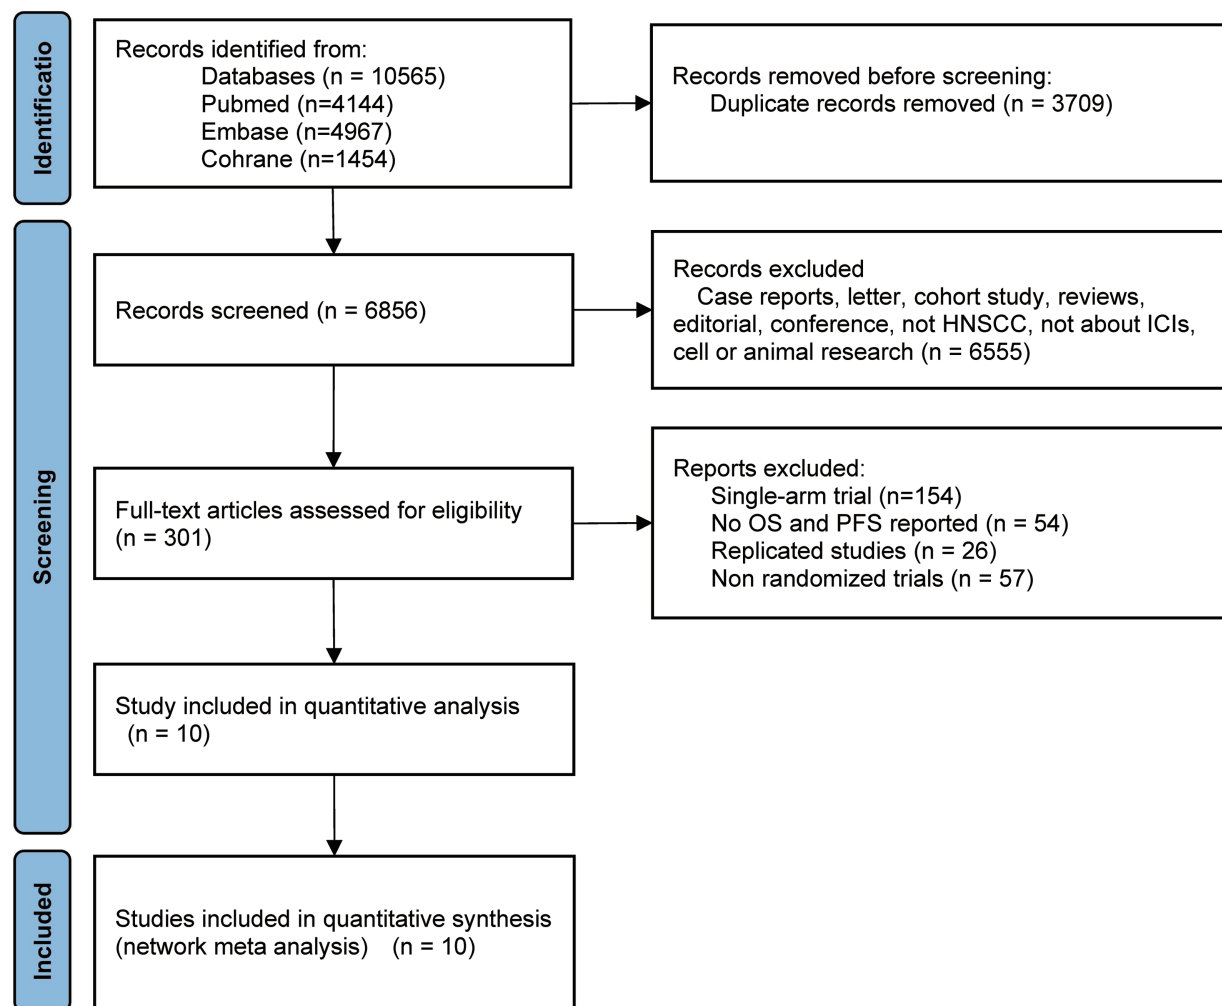 Identificatio
Records identified from:
Databases (n = 10565)
Pubmed (n=4144)
Embase (n=4967)
Cohrane (n=1454)
Records removed before screening:
Duplicate records removed (n = 3709)
Screening
Records screened (n = 6856)
Records excluded
Case reports, letter, cohort study, reviews,
editorial, conference, not HNSCC, not about ICIs,
cell or animal research (n = 6555)
Full-text articles assessed for eligibility
(n = 301)
Reports excluded:
Single-arm trial (n=154)
No OS and PFS reported (n = 54)
Replicated studies (n = 26)
Non randomized trials (n = 57)
Study included in quantitative analysis
(n = 10)
Included
Studies included in quantitative synthesis
(network meta analysis) (n = 10)